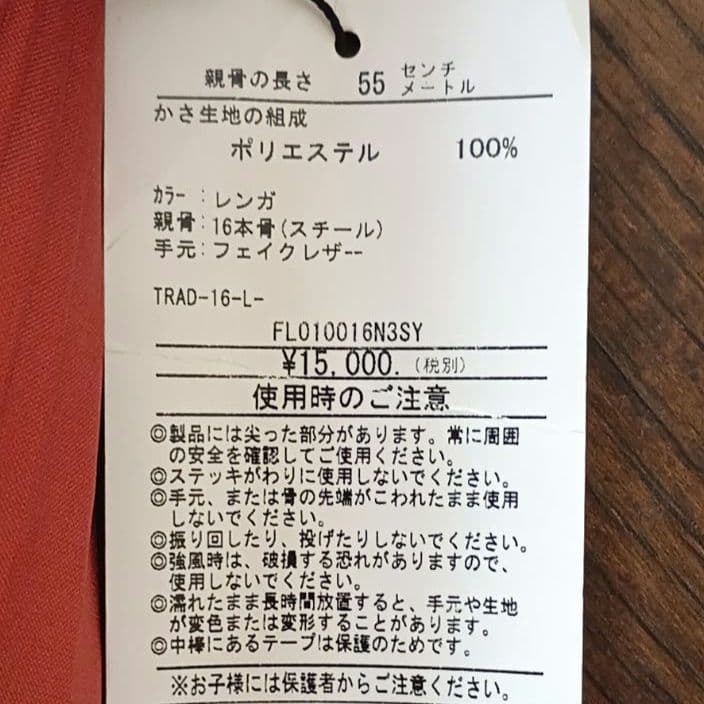 親骨の長さ 55 センチメートル
かさ生地の組成
ポリエステル 100%
カラー：レンガ
親骨：16本骨(スチール)
手元：フェイクレザー-
TRAD-16-L-
FL010016N3SY
¥15,000.(税別)
使用時のご注意
◎製品には尖った部分があります。常に周囲
の安全を確認してご使用ください。
◎ステッキがわりに使用しないでください。
◎手元、または骨の先端がこわれたまま使用
しないでください。
◎振り回したり、投げたりしないでください。
◎強風時は、破損する恐れがありますので、
使用しないでください。
◎濡れたまま長時間放置すると、手元や生地
が変色または変形することがあります。
◎中棒にあるテープは保護のためです。
※お子様には保護者からご注意ください。